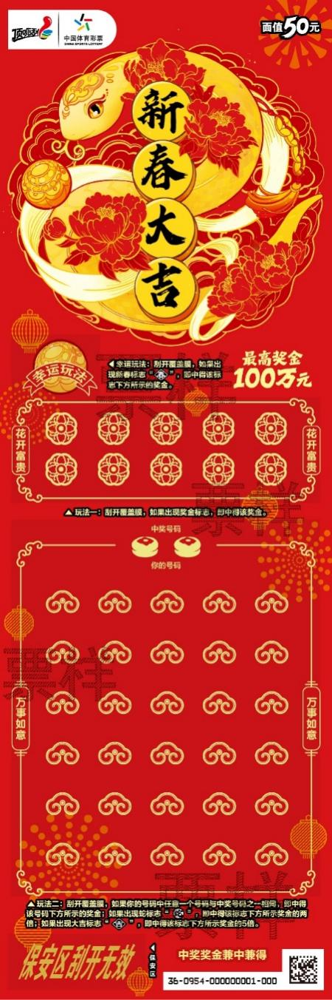 顶呱刮
中国体育彩票
CHINA SPORTS LOTTERY
面值50元
新
春
大
吉
幸运玩法
◀幸运玩法：刮开覆盖膜，如果出
现新春标志“春”，即中得该标
志下方所示的奖金。
最高奖金
100万元
票样
花开富贵
花开富贵
▲玩法一：刮开覆盖膜，如果出现奖金标志，即中得该奖金。
票样
中奖号码
你的号码
票样
万事如意
万事如意
票样
▲玩法二：刮开覆盖膜，如果你的号码中任意一个号码与中奖号码之一相同，即中得
该号码下方所示的奖金；如果出现蛇标志“ ”，即中得该标志下方所示奖金的两
倍；如果出现大吉标志“吉”，即中得该标志下方所示奖金的5倍。
保安区刮开无效
◀保安区
中奖奖金兼中兼得
36-0954-000000001-000